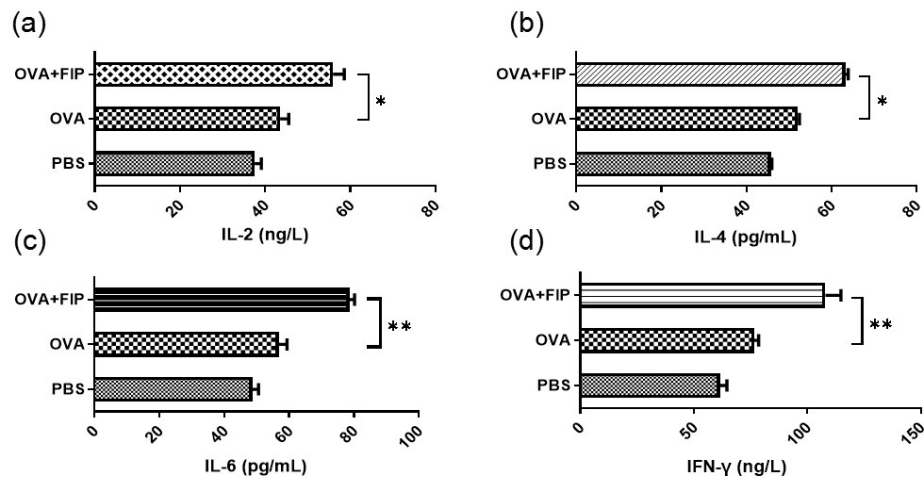 (a)
OVA+FIP
OVA
PBS
*
0 20 40 60 80
IL-2 (ng/L)
(b)
OVA+FIP
OVA
PBS
*
0 20 40 60 80
IL-4 (pg/mL)
(c)
OVA+FIP
OVA
PBS
**
0 20 40 60 80 100
IL-6 (pg/mL)
(d)
OVA+FIP
OVA
PBS
**
0 50 100 150
IFN-γ (ng/L)